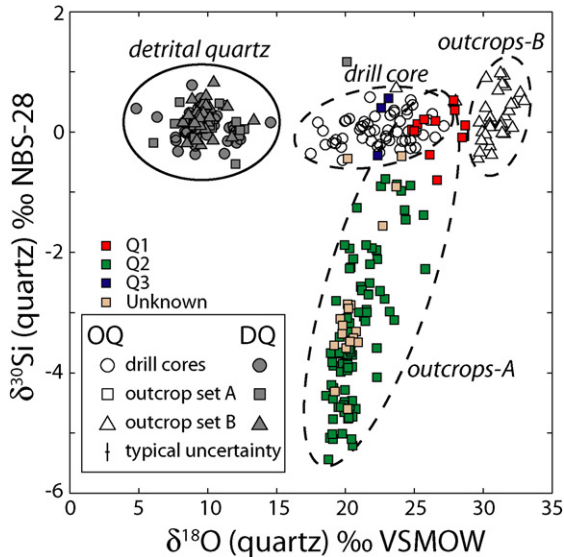 detrital quartz
outcrops-B
drill core
outcrops-A
Q1
Q2
Q3
Unknown
OQ DQ
drill cores
outcrop set A
outcrop set B
typical uncertainty
δ³⁰Si (quartz) ‰ NBS-28
2
0
-2
-4
-6
0 5 10 15 20 25 30 35
δ¹⁸O (quartz) ‰ VSMOW